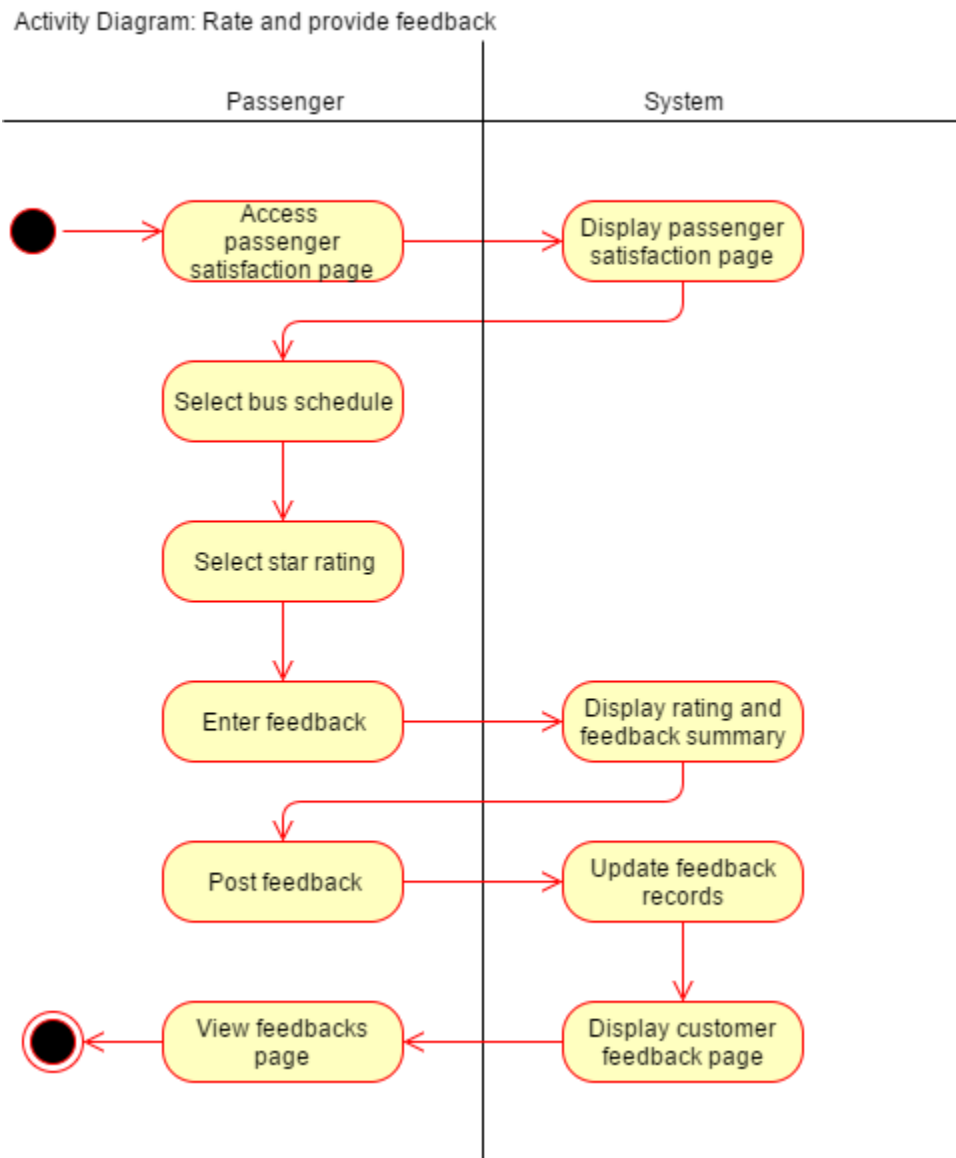 Activity Diagram: Rate and provide feedback
Passenger
System
Access
passenger
satisfaction page
Display passenger
satisfaction page
Select bus schedule
Select star rating
Enter feedback
Display rating and
feedback summary
Post feedback
Update feedback
records
View feedbacks
page
Display customer
feedback page